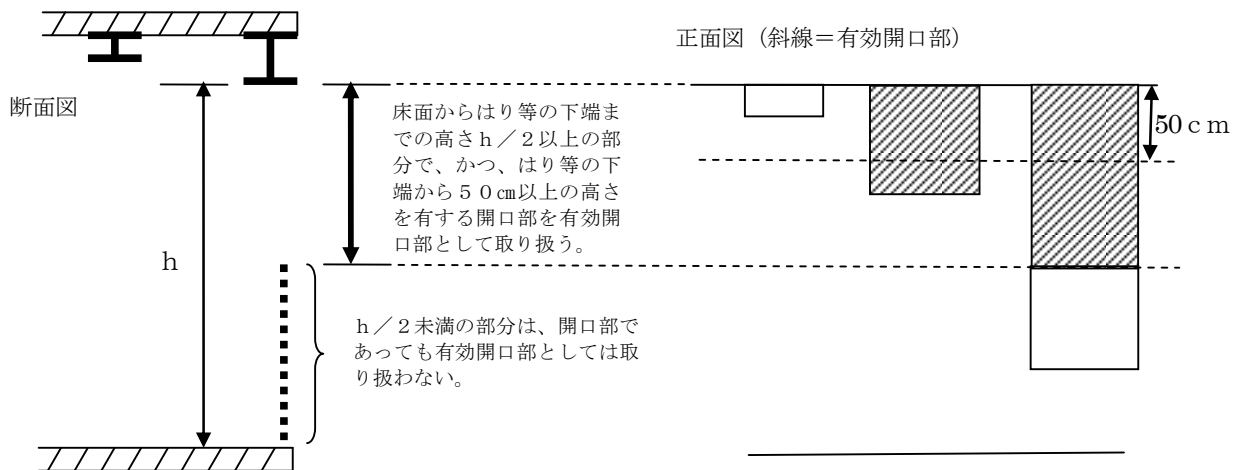 正面図（斜線＝有効開口部）
断面図
床面からはり等の下端ま
での高さｈ／２以上の部
分で、かつ、はり等の下
端から５０㎝以上の高さ
を有する開口部を有効開
口部として取り扱う。
50ｃｍ
ｈ
ｈ／２未満の部分は、開口部で
あっても有効開口部としては取
り扱わない。